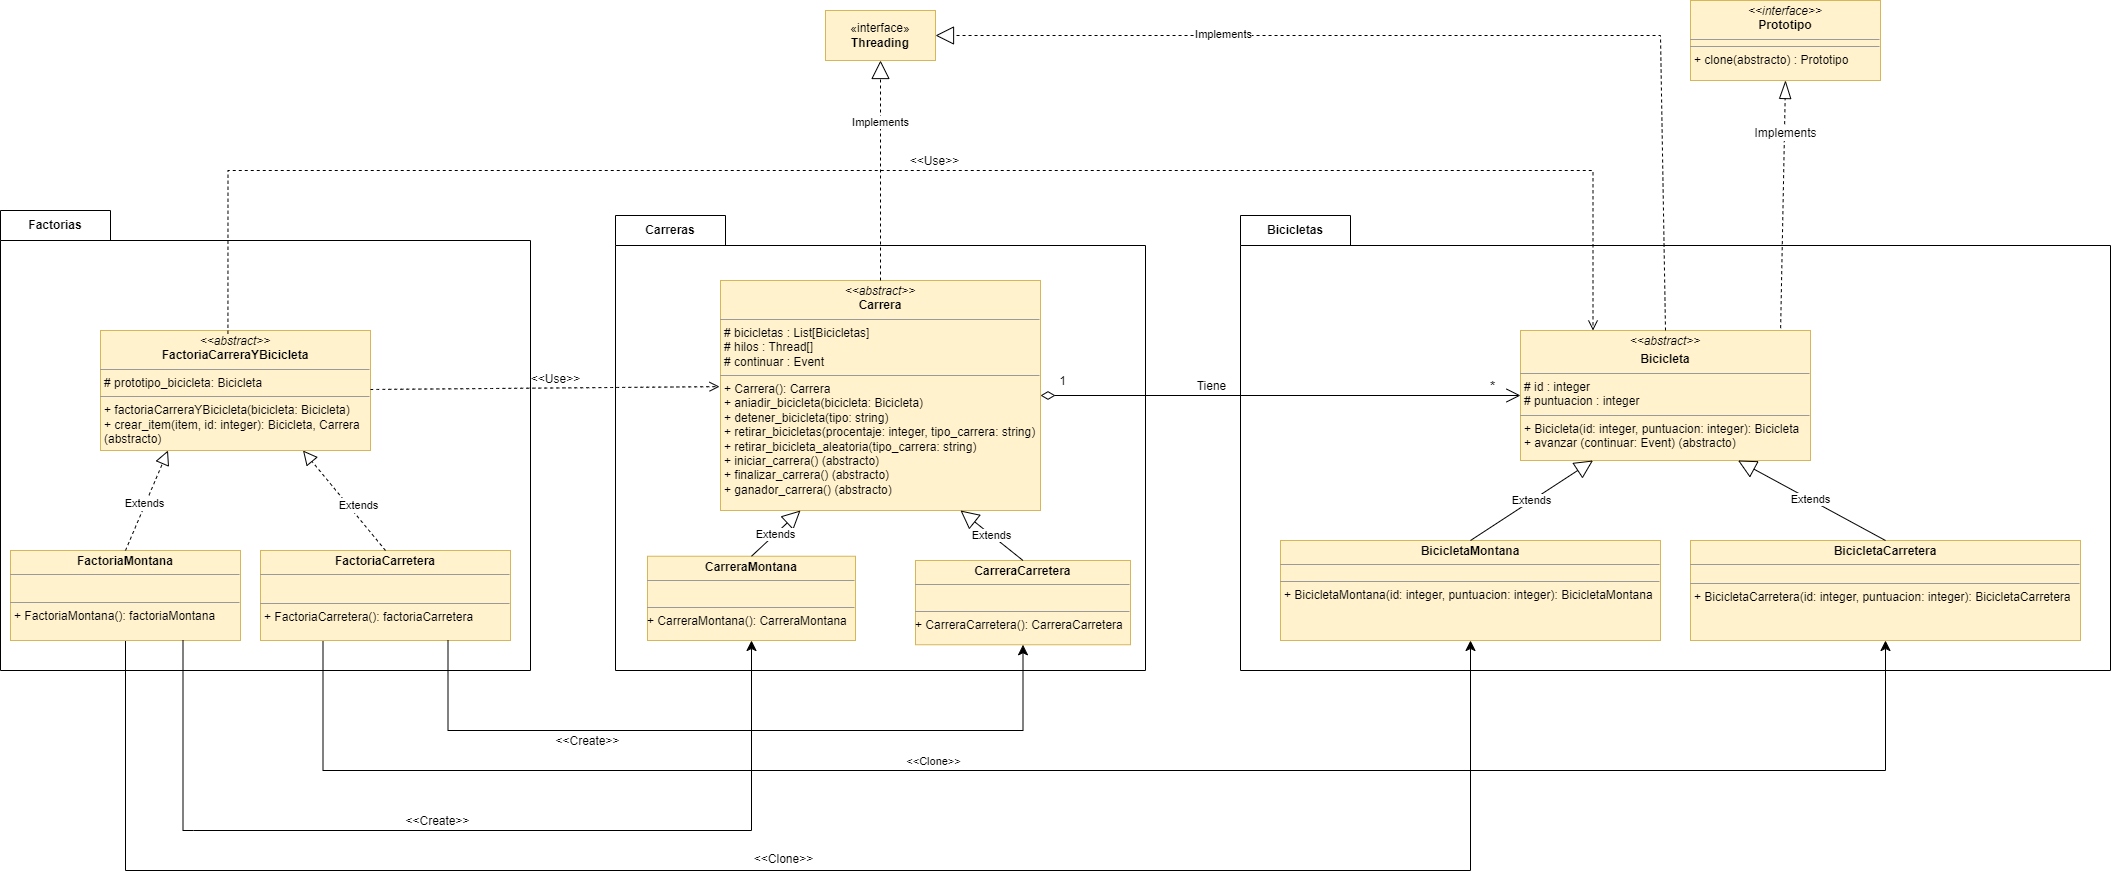 «interface»
Threading
Implements
<<interface>>
Prototipo
+ clone(abstracto) : Prototipo
Implements
Implements
<<Use>>
Factorias
Carreras
Bicicletas
<<abstract>>
FactoriaCarreraYBicicleta
# prototipo_bicicleta: Bicicleta
+ factoriaCarreraYBicicleta(bicicleta: Bicicleta)
+ crear_item(item, id: integer): Bicicleta, Carrera
(abstracto)
<<Use>>
<<abstract>>
Carrera
# bicicletas : List[Bicicletas]
# hilos : Thread[]
# continuar : Event
+ Carrera(): Carrera
+ aniadir_bicicleta(bicicleta: Bicicleta)
+ detener_bicicleta(tipo: string)
+ retirar_bicicletas(procentaje: integer, tipo_carrera: string)
+ retirar_bicicleta_aleatoria(tipo_carrera: string)
+ iniciar_carrera() (abstracto)
+ finalizar_carrera() (abstracto)
+ ganador_carrera() (abstracto)
1
Tiene
*
<<abstract>>
Bicicleta
# id : integer
# puntuacion : integer
+ Bicicleta(id: integer, puntuacion: integer): Bicicleta
+ avanzar (continuar: Event) (abstracto)
Extends
Extends
Extends
Extends
Extends
Extends
FactoriaMontana
+ FactoriaMontana(): factoriaMontana
FactoriaCarretera
+ FactoriaCarretera(): factoriaCarretera
CarreraMontana
+ CarreraMontana(): CarreraMontana
CarreraCarretera
+ CarreraCarretera(): CarreraCarretera
BicicletaMontana
+ BicicletaMontana(id: integer, puntuacion: integer): BicicletaMontana
BicicletaCarretera
+ BicicletaCarretera(id: integer, puntuacion: integer): BicicletaCarretera
<<Create>>
<<Clone>>
<<Create>>
<<Clone>>